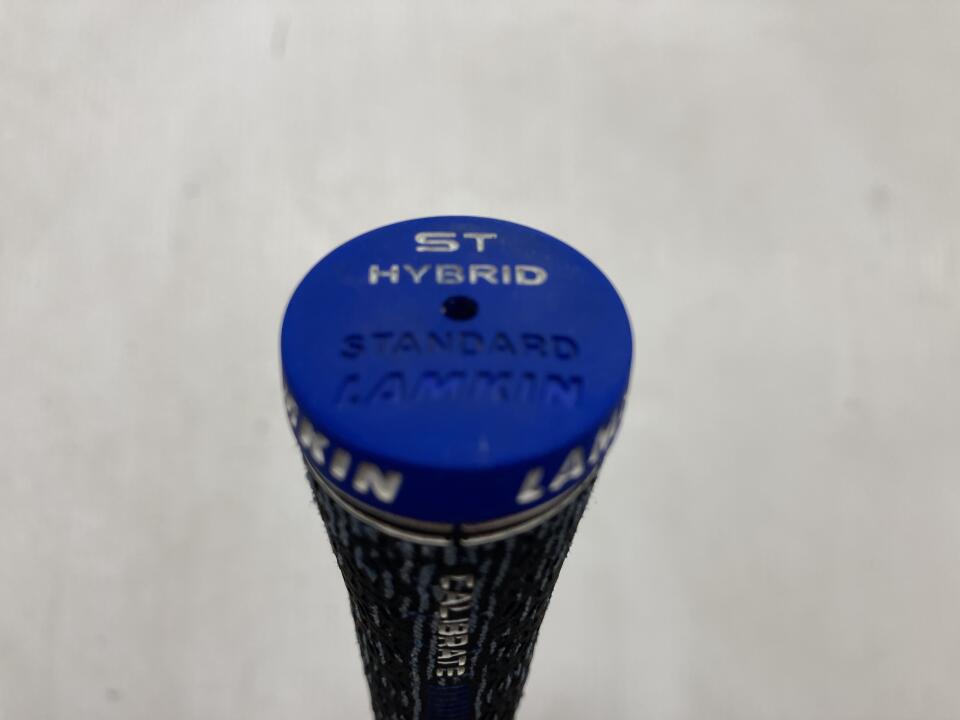 ST
HYBRID
STANDARD
LAMKIN
KIN
LAM
CALIBRATE